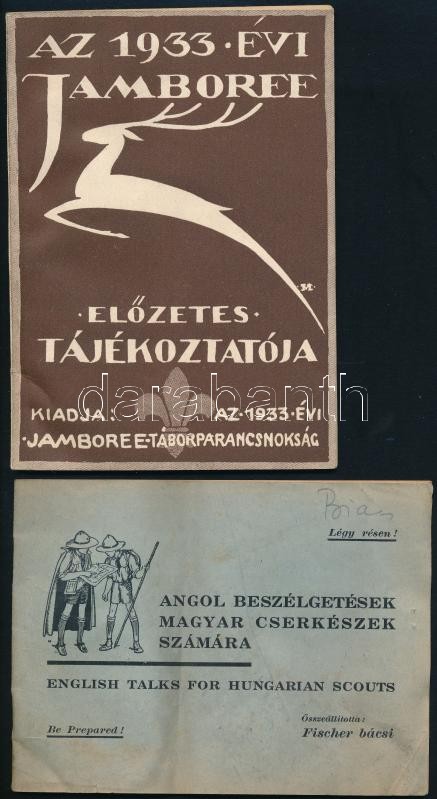 AZ 1933 · ÉVI
JAMBOREE
M.
· ELŐZETES ·
TÁJÉKOZTATÓJA
darabanth
KIADJA: AZ · 1933 · ÉVI
· JAMBOREE-TÁBORPARANCSNOKSÁG
Légy résen!
ANGOL BESZÉLGETÉSEK
MAGYAR CSERKÉSZEK
SZÁMÁRA
ENGLISH TALKS FOR HUNGARIAN SCOUTS
Be Prepared!
Összeállította:
Fischer bácsi